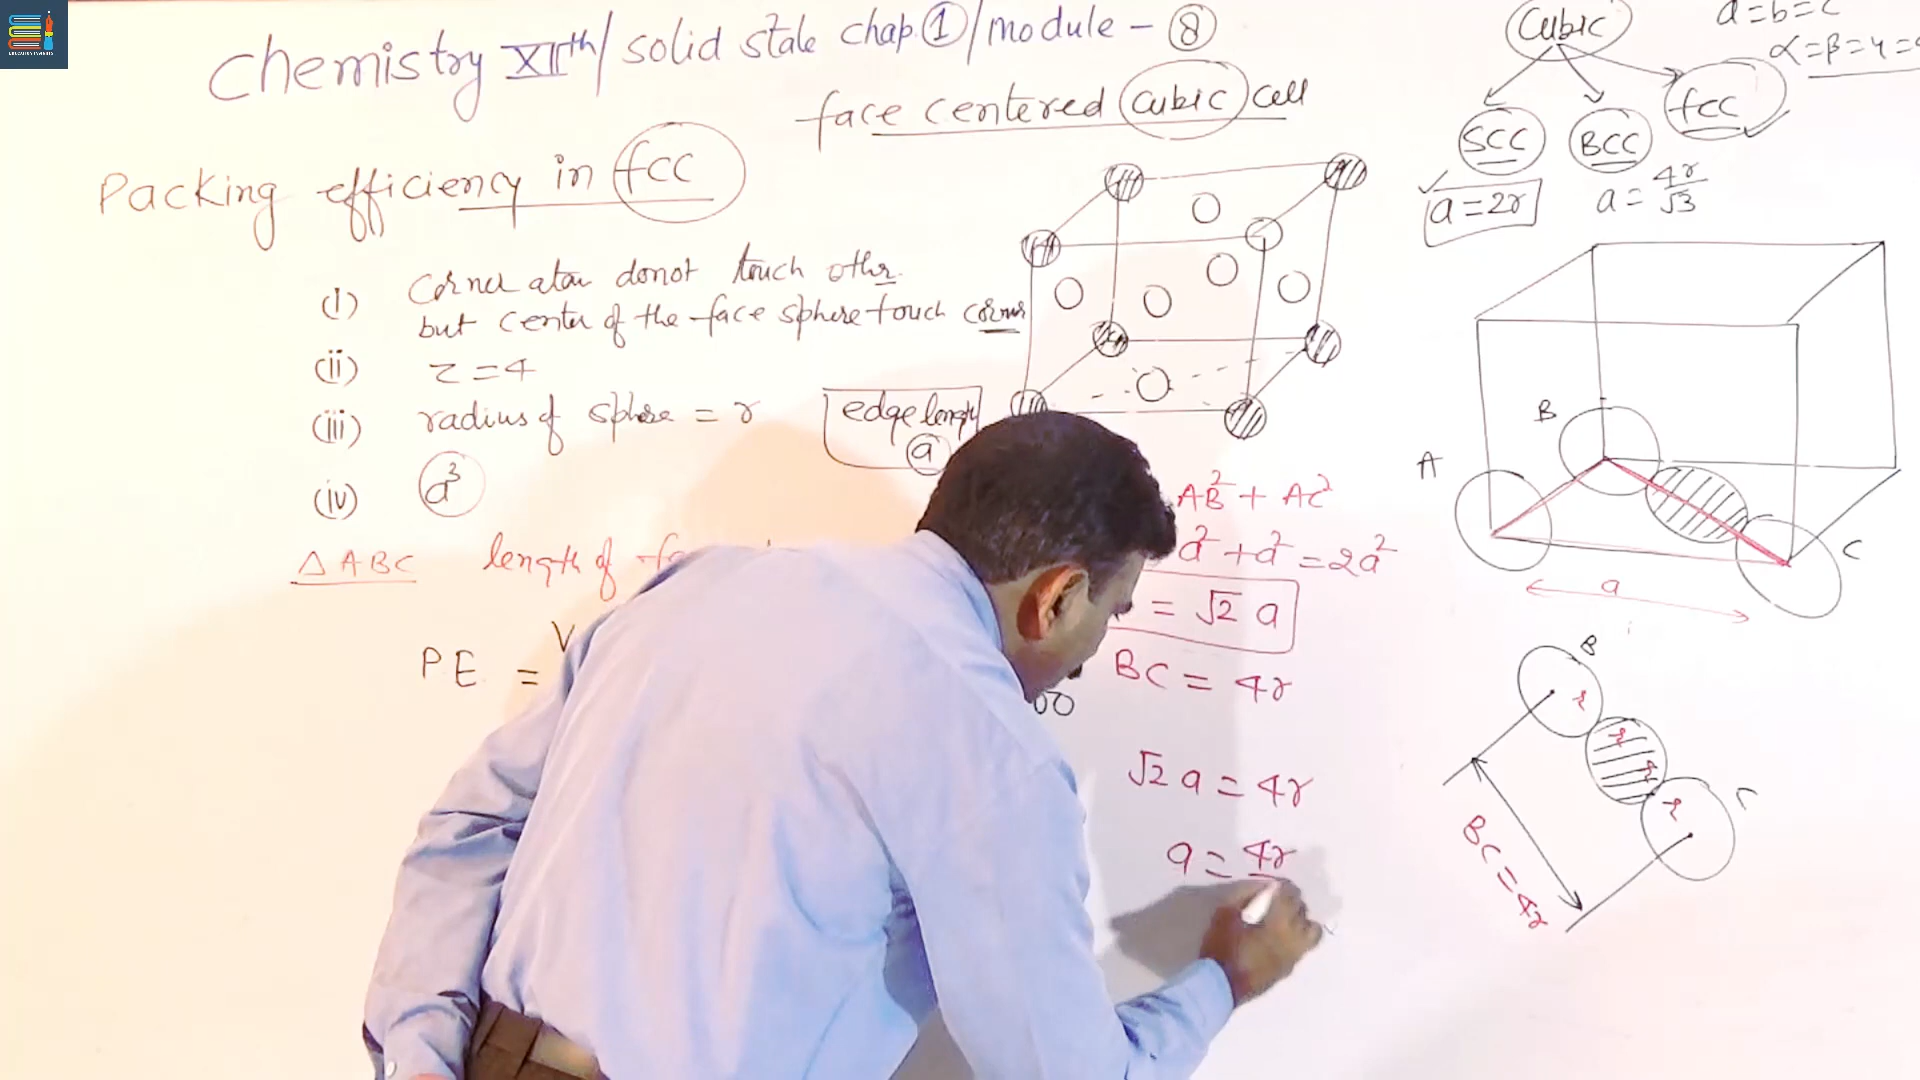 Chemistry XIIth/ solid state chap.1/module - 8
face centered cubic cell
Packing efficiency in fcc
(i) Corner atom donot touch othr.
but center of the face sphere touch corner
(ii) z = 4
(iii) radius of sphere = r
edge length
a
(iv) a³
Δ ABC length of
PE =
AB² + AC²
a² + a² = 2a²
= √2 a
BC = 4r
√2 a = 4r
a = 4r
Cubic
a = b = c
α = β = γ =
SCC BCC fcc
a = 2r
a = 4r/√3
A
B
C
a
B
r
r
r
r
C
BC = 4r